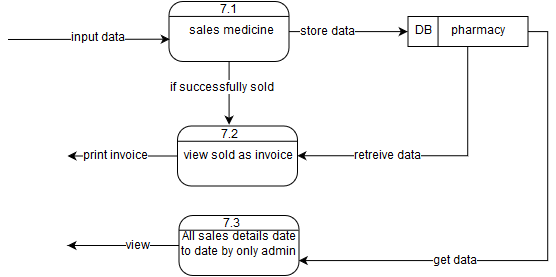 7.1
sales medicine
input data
store data
DB
pharmacy
if successfully sold
7.2
view sold as invoice
print invoice
retreive data
7.3
All sales details date
to date by only admin
view
get data